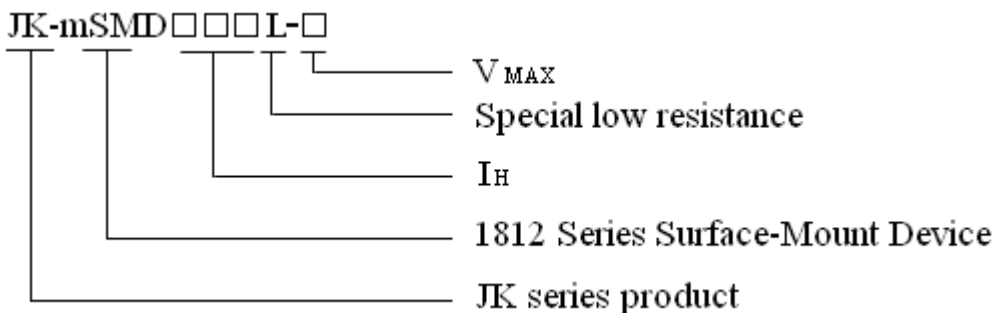 JK-mSMD□□□L-□
VMAX
Special low resistance
IH
1812 Series Surface-Mount Device
JK series product